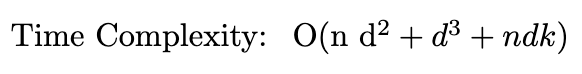 Time Complexity: O(n d² + d³ + ndk)